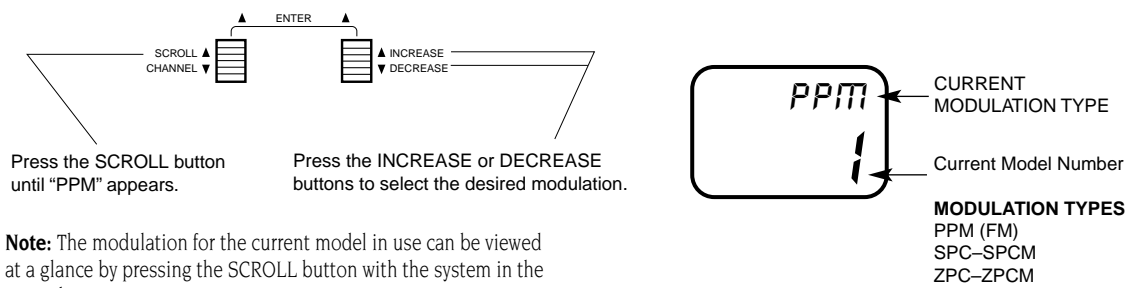 ENTER
SCROLL
CHANNEL
INCREASE
DECREASE
Press the SCROLL button
until “PPM” appears.
Press the INCREASE or DECREASE
buttons to select the desired modulation.
PPM
1
CURRENT
MODULATION TYPE
Current Model Number
MODULATION TYPES
PPM (FM)
SPC–SPCM
ZPC–ZPCM
Note: The modulation for the current model in use can be viewed
at a glance by pressing the SCROLL button with the system in the